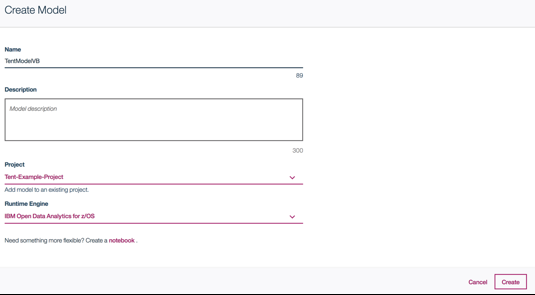 Create Model
Name
TentModelVB
89
Description
Model description
300
Project
Tent-Example-Project
Add model to an existing project.
Runtime Engine
IBM Open Data Analytics for z/OS
Need something more flexible? Create a notebook .
Cancel
Create